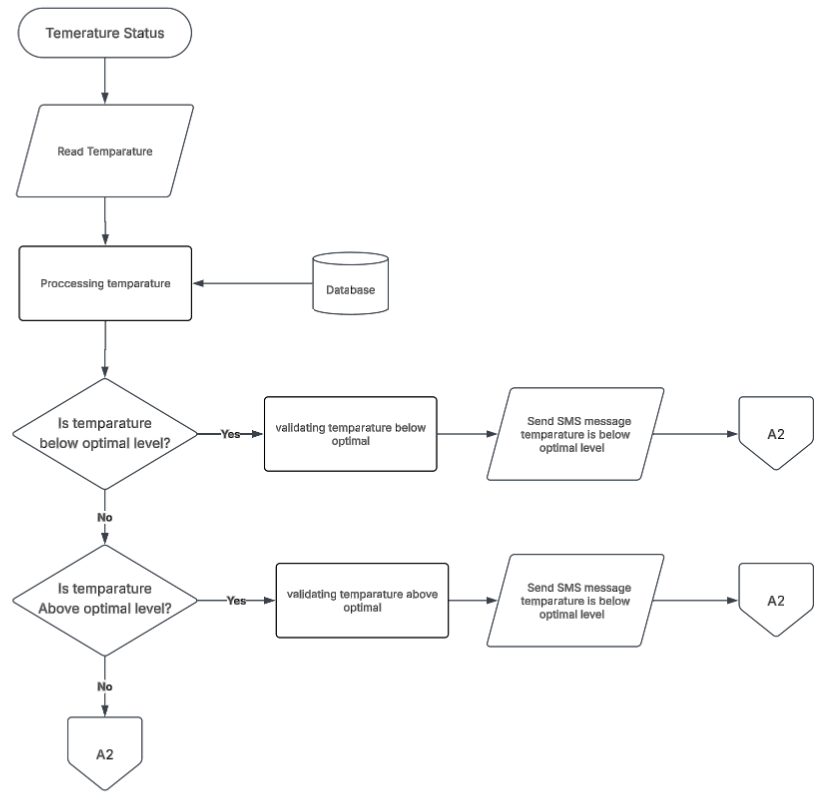 Temerature Status
Read Temparature
Proccessing temparature
Database
Is temparature
below optimal level?
Yes
validating temparature below
optimal
Send SMS message
temparature is below
optimal level
A2
No
Is temparature
Above optimal level?
Yes
validating temparature above
optimal
Send SMS message
temparature is below
optimal level
A2
No
A2